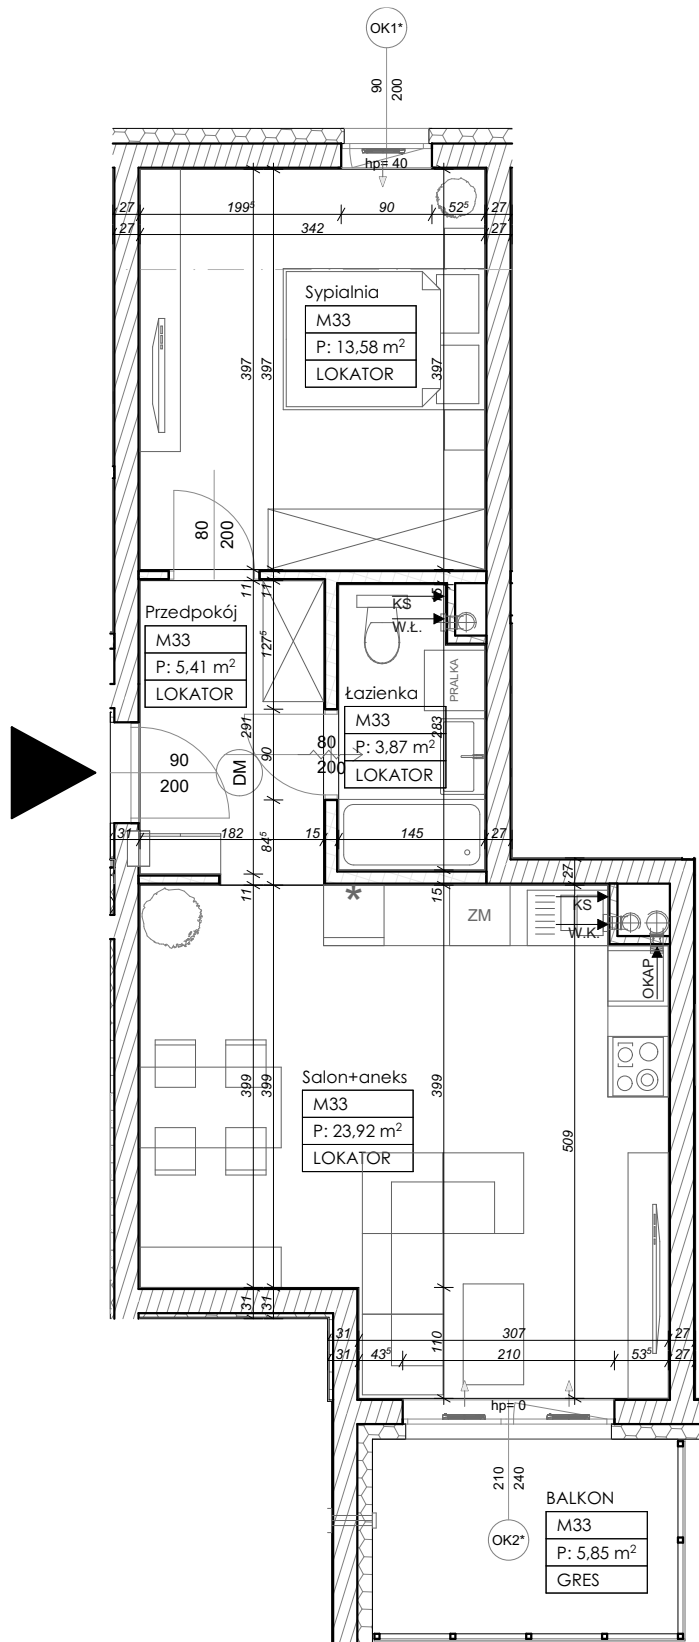 OK1*
90
200
hp= 40
27
199⁵
90
52⁵
27
27
342
27
Sypialnia
M33
P: 13,58 m²
LOKATOR
397
397
397
80
200
11
11
15
KS
W.Ł.
Przedpokój
M33
P: 5,41 m²
LOKATOR
127⁵
PRALKA
Łazienka
M33
P: 3,87 m²
LOKATOR
291
90
283
80
200
90
200
DM
31
182
84⁵
15
145
27
27
11
15
*
ZM
KS
W.K.
OKAP
399
399
399
Salon+aneks
M33
P: 23,92 m²
LOKATOR
509
31
31
110
31
307
27
31
43⁵
210
53⁵
27
hp= 0
210
240
OK2*
BALKON
M33
P: 5,85 m²
GRES